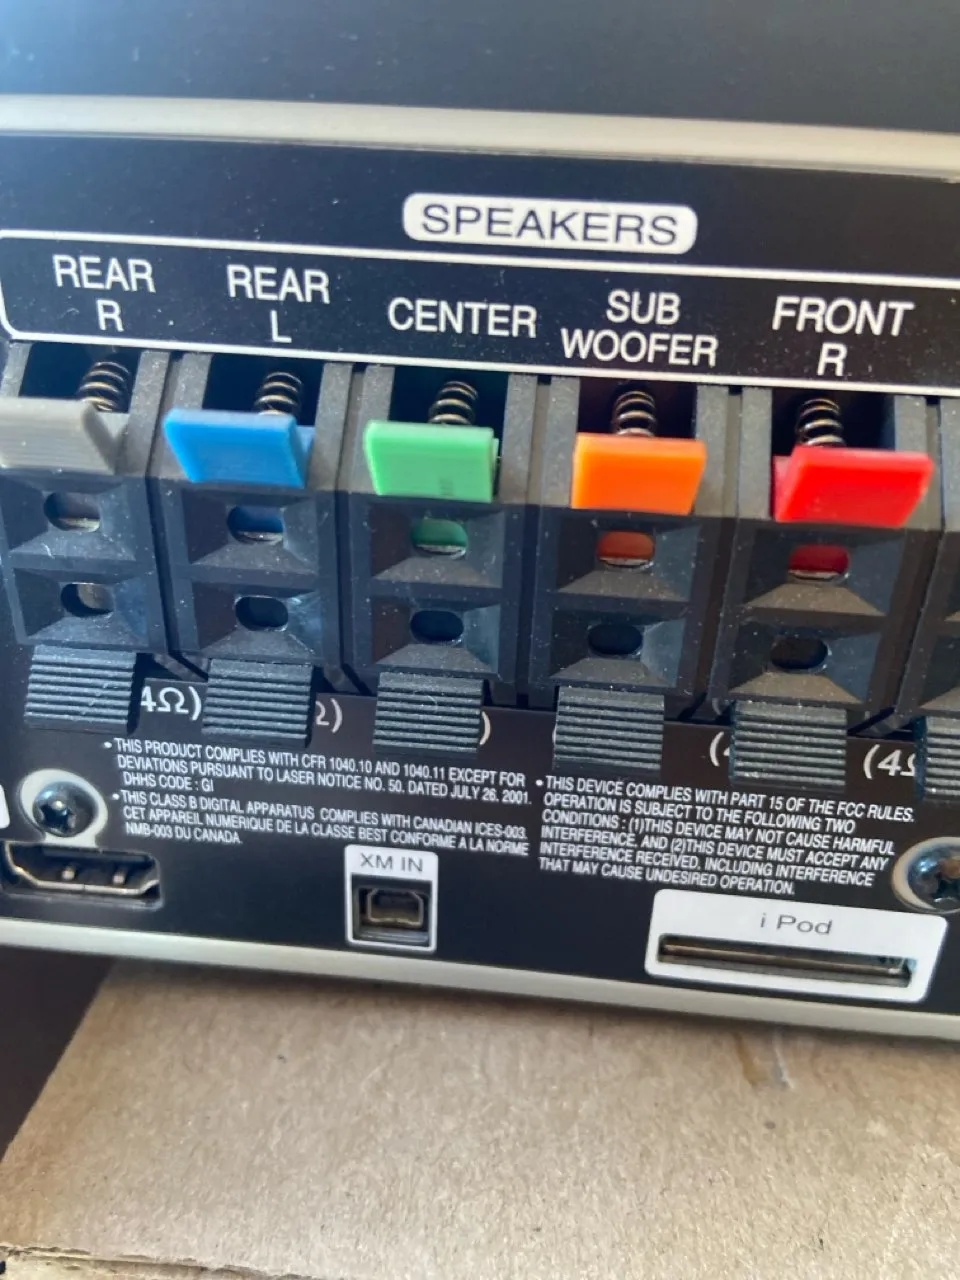 SPEAKERS
REAR
R
REAR
L
CENTER
SUB
WOOFER
FRONT
R
4Ω)
Ω)
)
(4
(4Ω
• THIS PRODUCT COMPLIES WITH CFR 1040.10 AND 1040.11 EXCEPT FOR
DEVIATIONS PURSUANT TO LASER NOTICE NO. 50. DATED JULY 26. 2001.
DHHS CODE : GI
• THIS CLASS B DIGITAL APPARATUS COMPLIES WITH CANADIAN ICES-003.
CET APPAREIL NUMERIQUE DE LA CLASSE BEST CONFORME A LA NORME
NMB-003 DU CANADA.
• THIS DEVICE COMPLIES WITH PART 15 OF THE FCC RULES.
OPERATION IS SUBJECT TO THE FOLLOWING TWO
CONDITIONS : (1)THIS DEVICE MAY NOT CAUSE HARMFUL
INTERFERENCE, AND (2)THIS DEVICE MUST ACCEPT ANY
INTERFERENCE RECEIVED, INCLUDING INTERFERENCE
THAT MAY CAUSE UNDESIRED OPERATION.
XM IN
i Pod